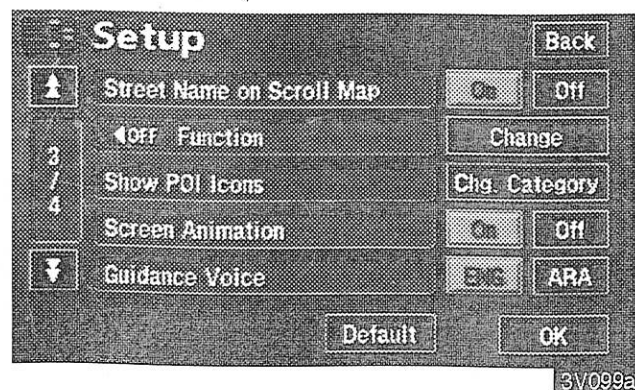 Setup Back
Street Name on Scroll Map On Off
◀OFF Function Change
3/4
Show POI Icons Chg. Category
Screen Animation On Off
Guidance Voice ENG ARA
Default OK
3V099a